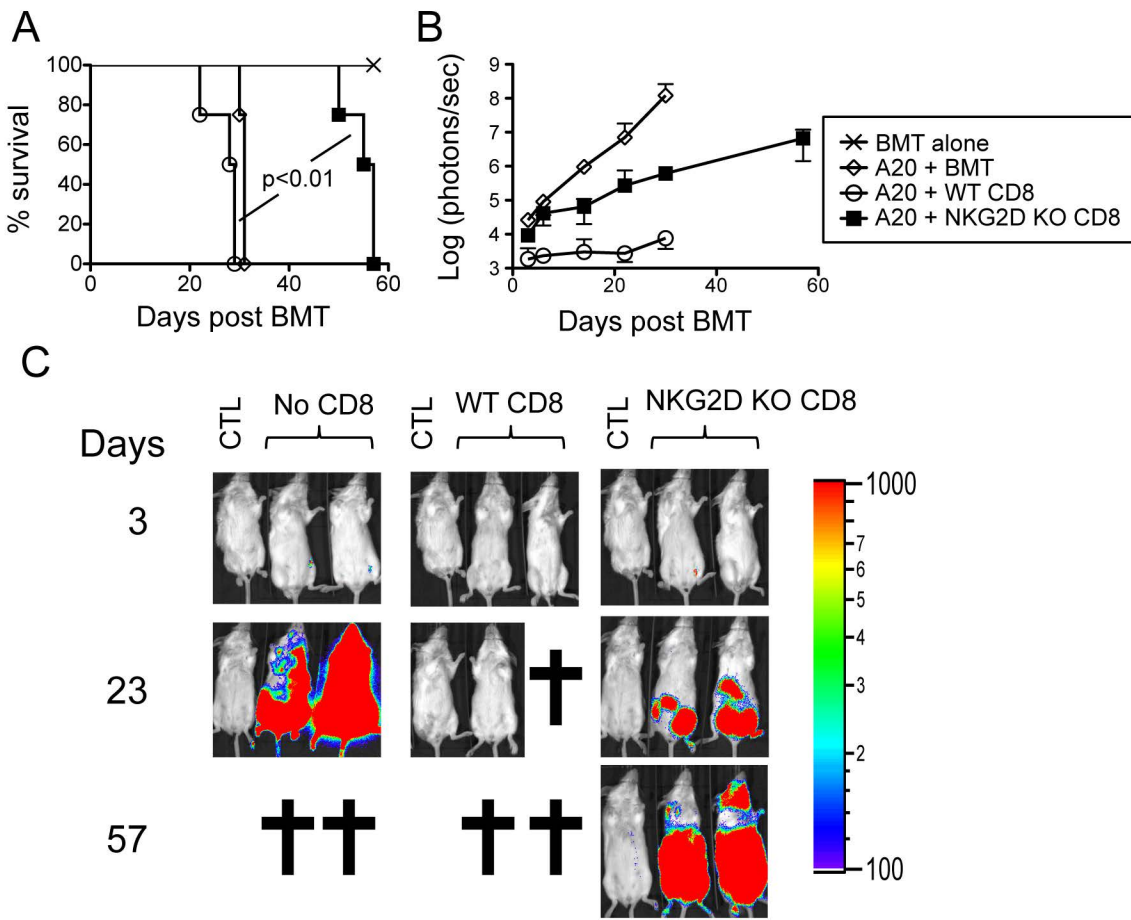 A
100
80
60
40
20
0
% survival
p<0.01
0 20 40 60
Days post BMT
B
9
8
7
6
5
4
3
Log (photons/sec)
0 20 40 60
Days post BMT
BMT alone
A20 + BMT
A20 + WT CD8
A20 + NKG2D KO CD8
C
Days
CTL No CD8
CTL WT CD8
CTL NKG2D KO CD8
3
23
57
1000
7
6
5
4
3
2
100